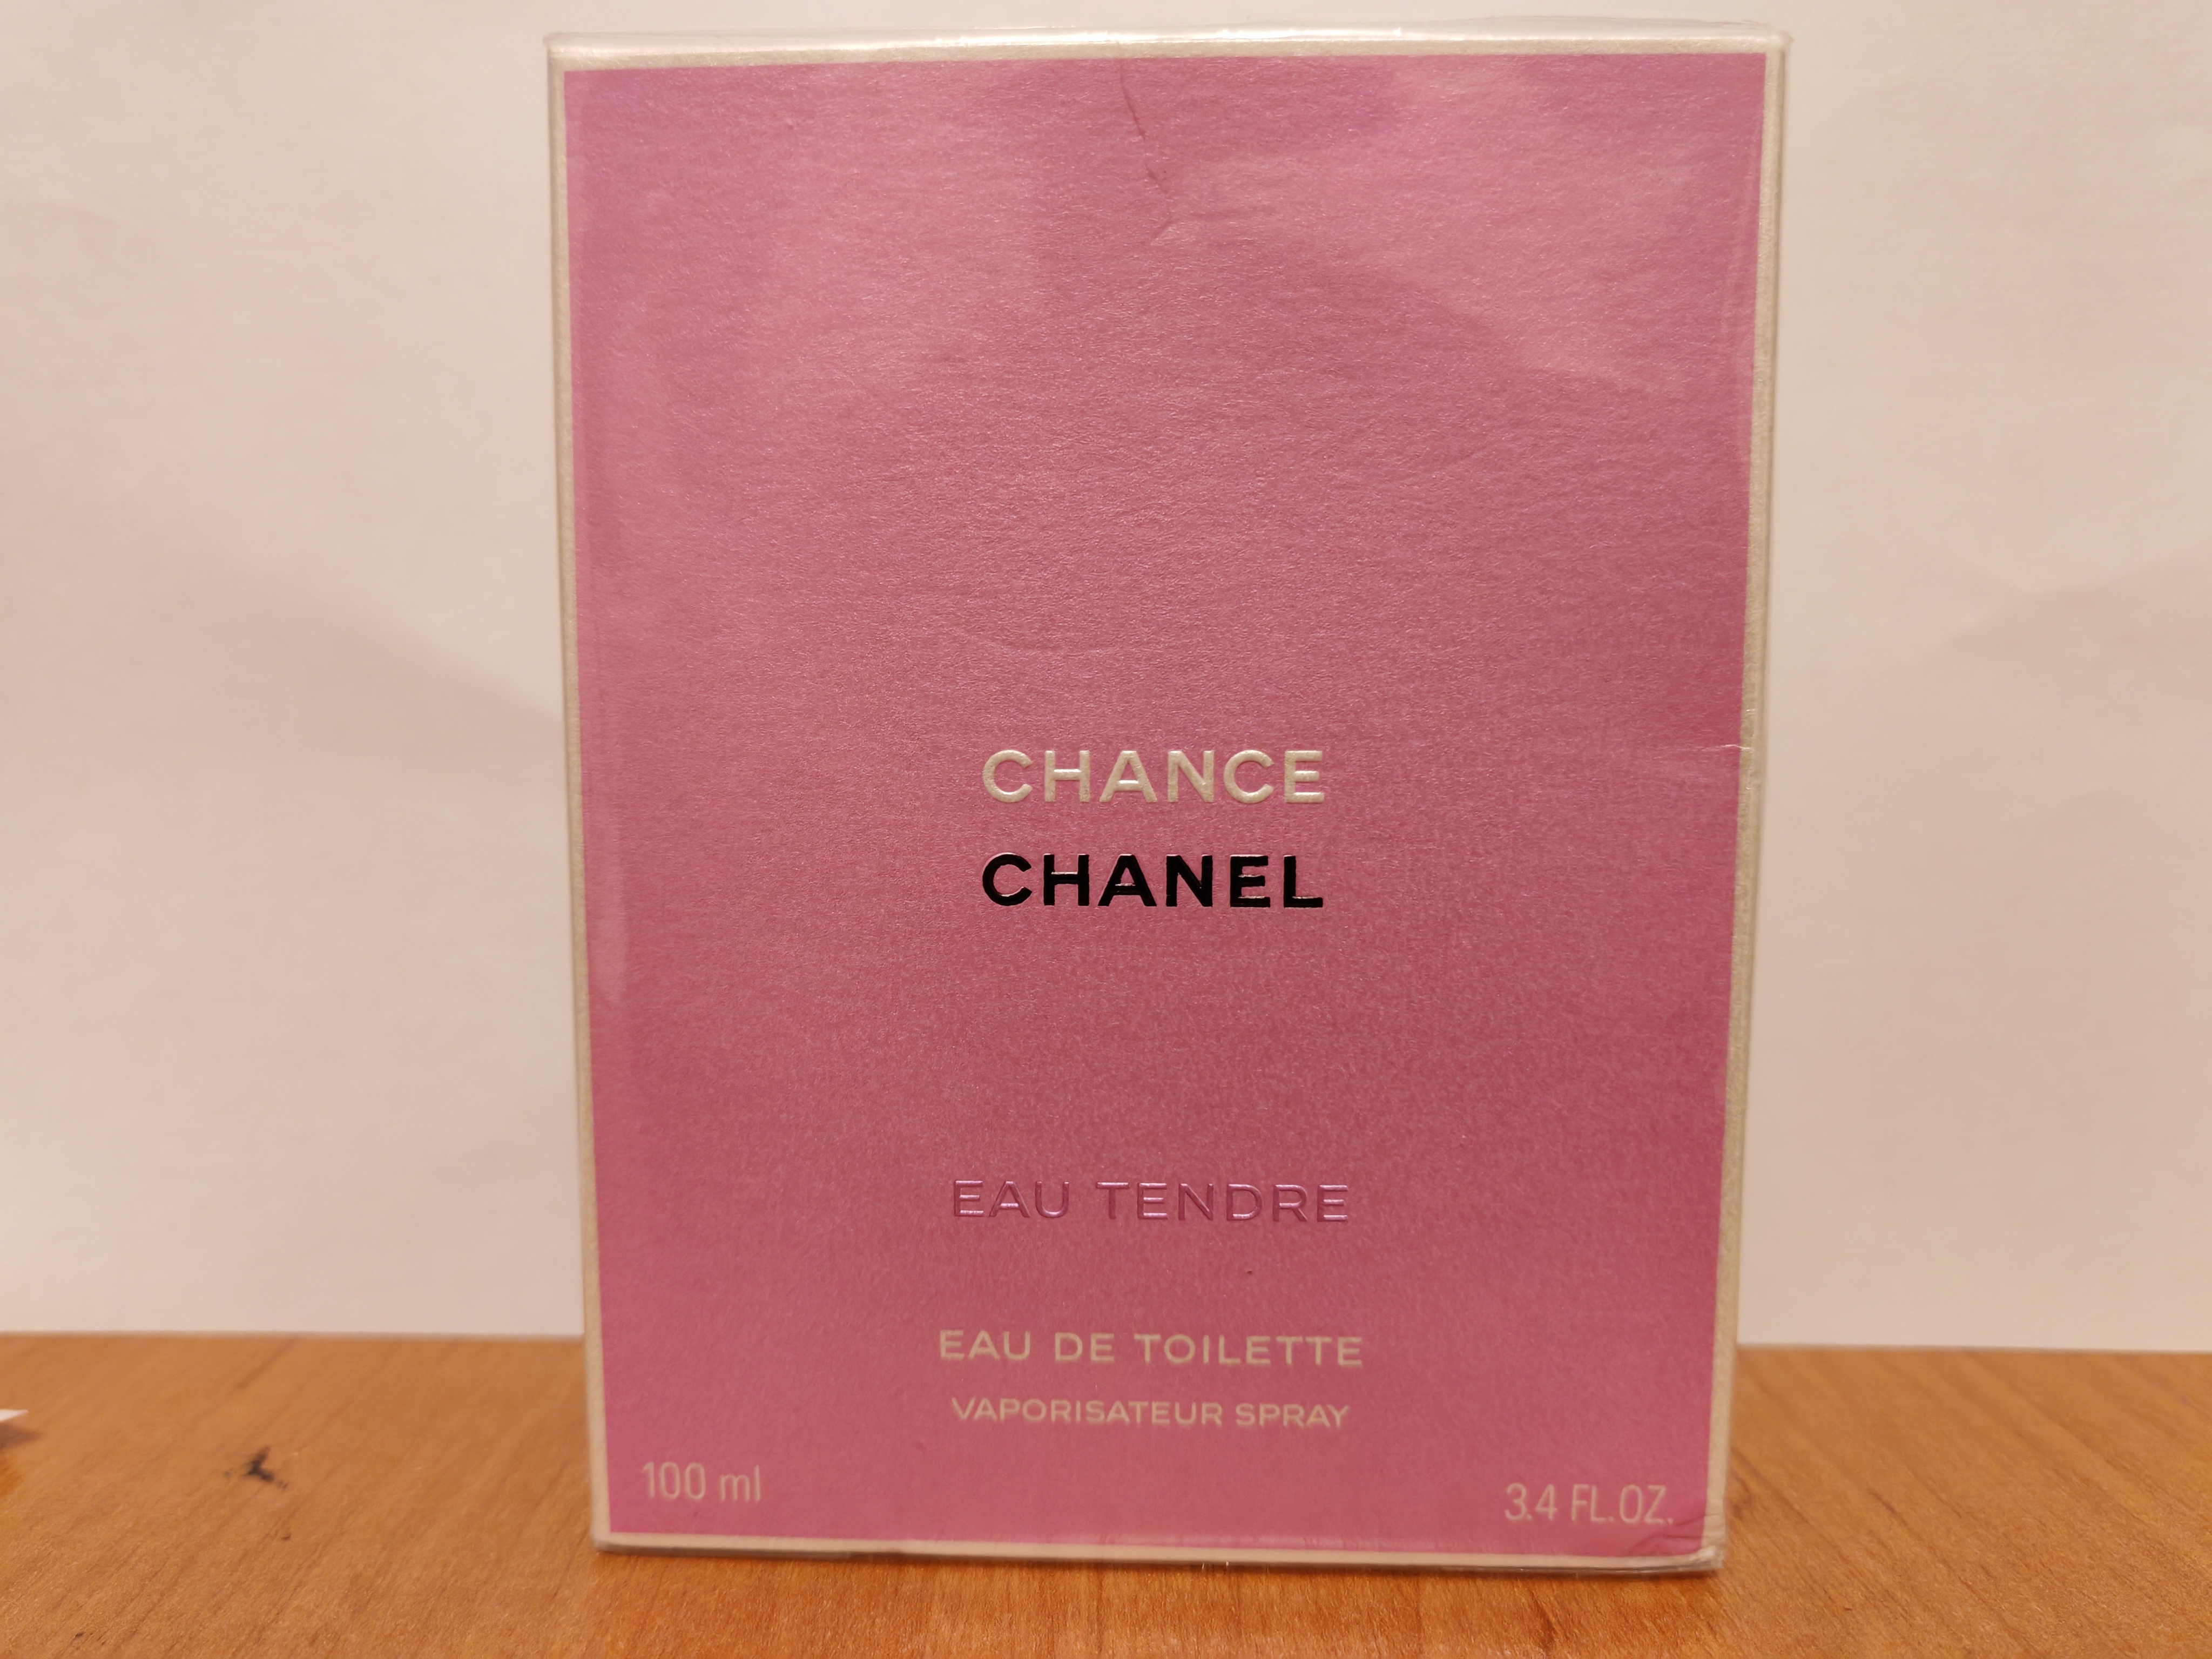 CHANCE
CHANEL
EAU TENDRE
EAU DE TOILETTE
VAPORISATEUR SPRAY
100 ml
3.4 FL.OZ.